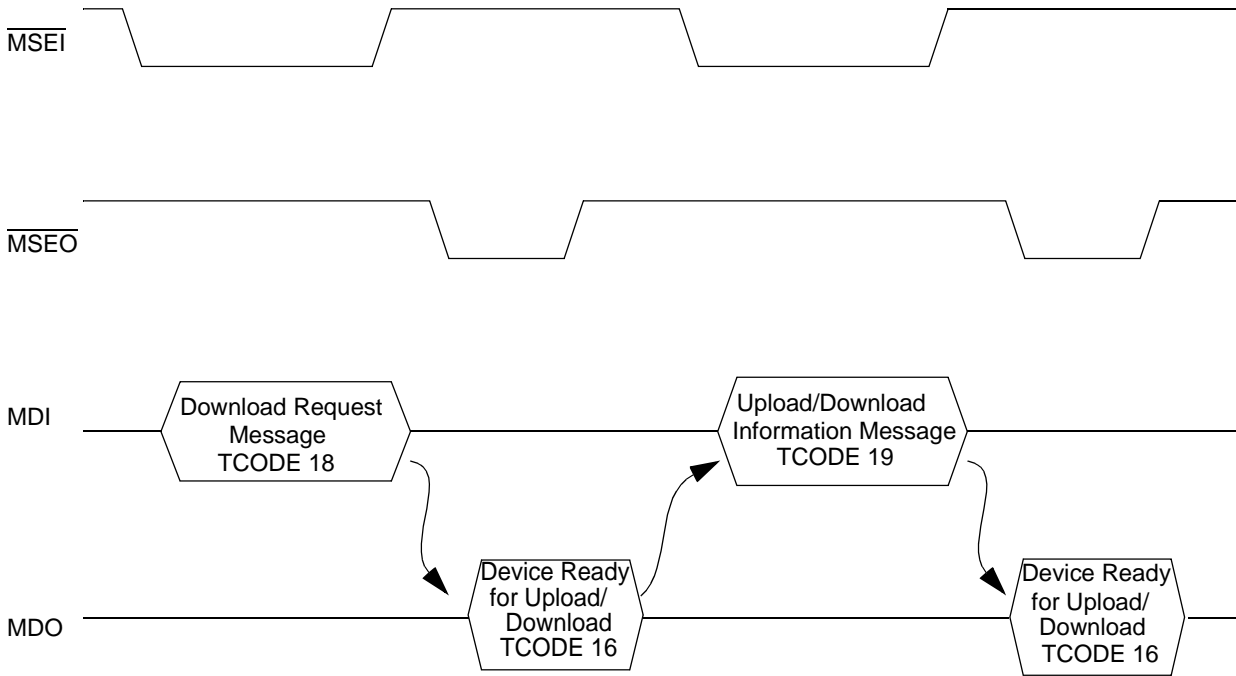 MSEI
MSEO
MDI
Download Request
Message
TCODE 18
Upload/Download
Information Message
TCODE 19
MDO
Device Ready
for Upload/
Download
TCODE 16
Device Ready
for Upload/
Download
TCODE 16